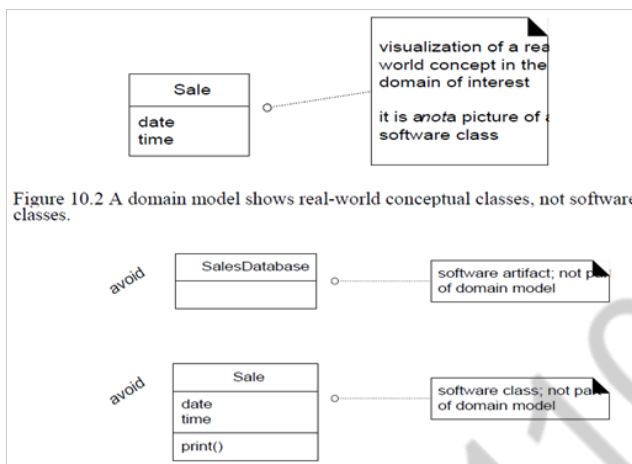 visualization of a rea
world concept in the
domain of interest
it is anota picture of a
software class
Sale
date
time
Figure 10.2 A domain model shows real-world conceptual classes, not software
classes.
avoid
SalesDatabase
software artifact; not part
of domain model
avoid
Sale
date
time
print()
software class; not part
of domain model